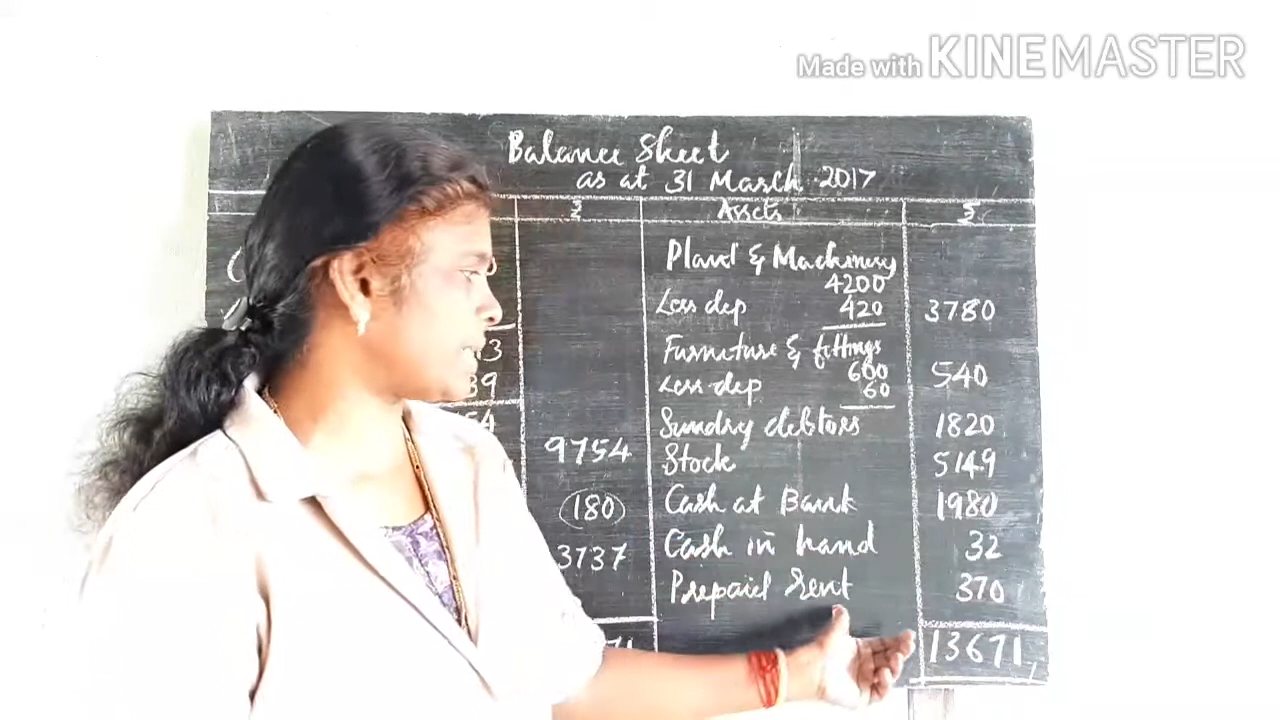 Made with KINEMASTER
Balance Sheet
as at 31 March 2017
₹ Assets ₹
Plant & Machinery
4200
Less dep 420 3780
Furniture & fittings
600 540
Less dep 60
Sundry debtors 1820
9754 Stock 5149
(180) Cash at Bank 1980
3737 Cash in hand 32
Prepaid rent 370
13671